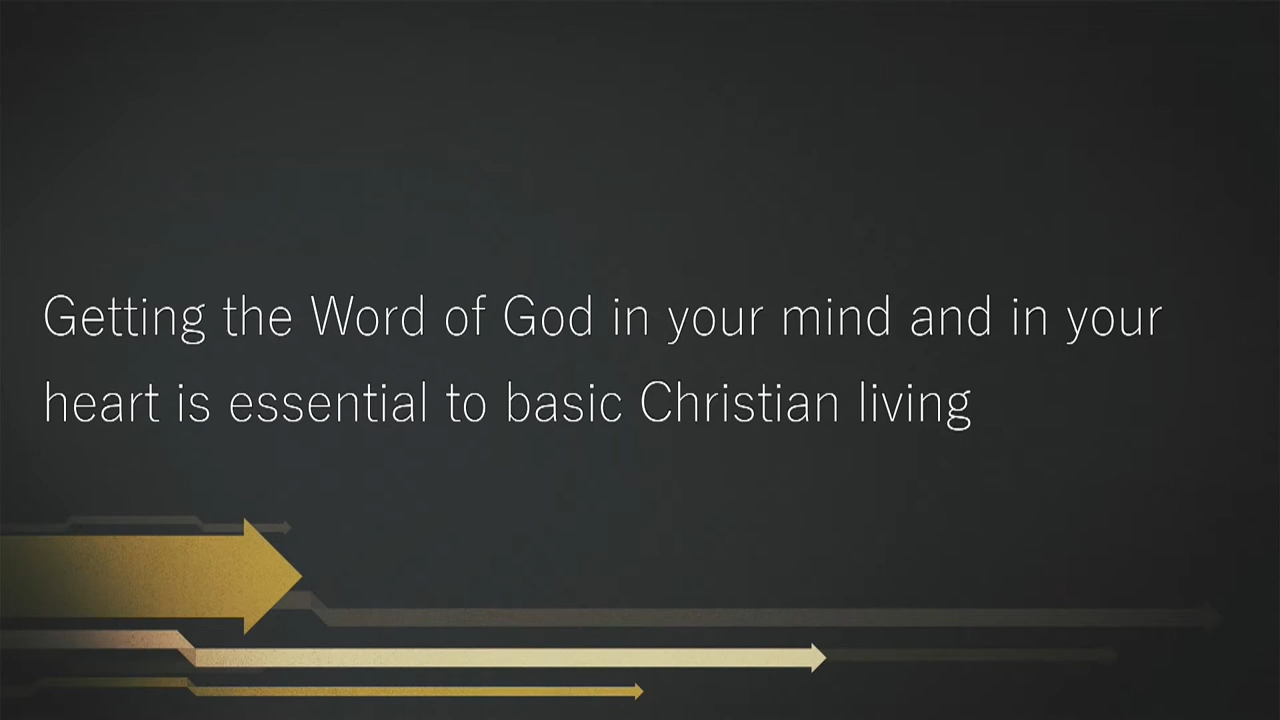 Getting the Word of God in your mind and in your
heart is essential to basic Christian living